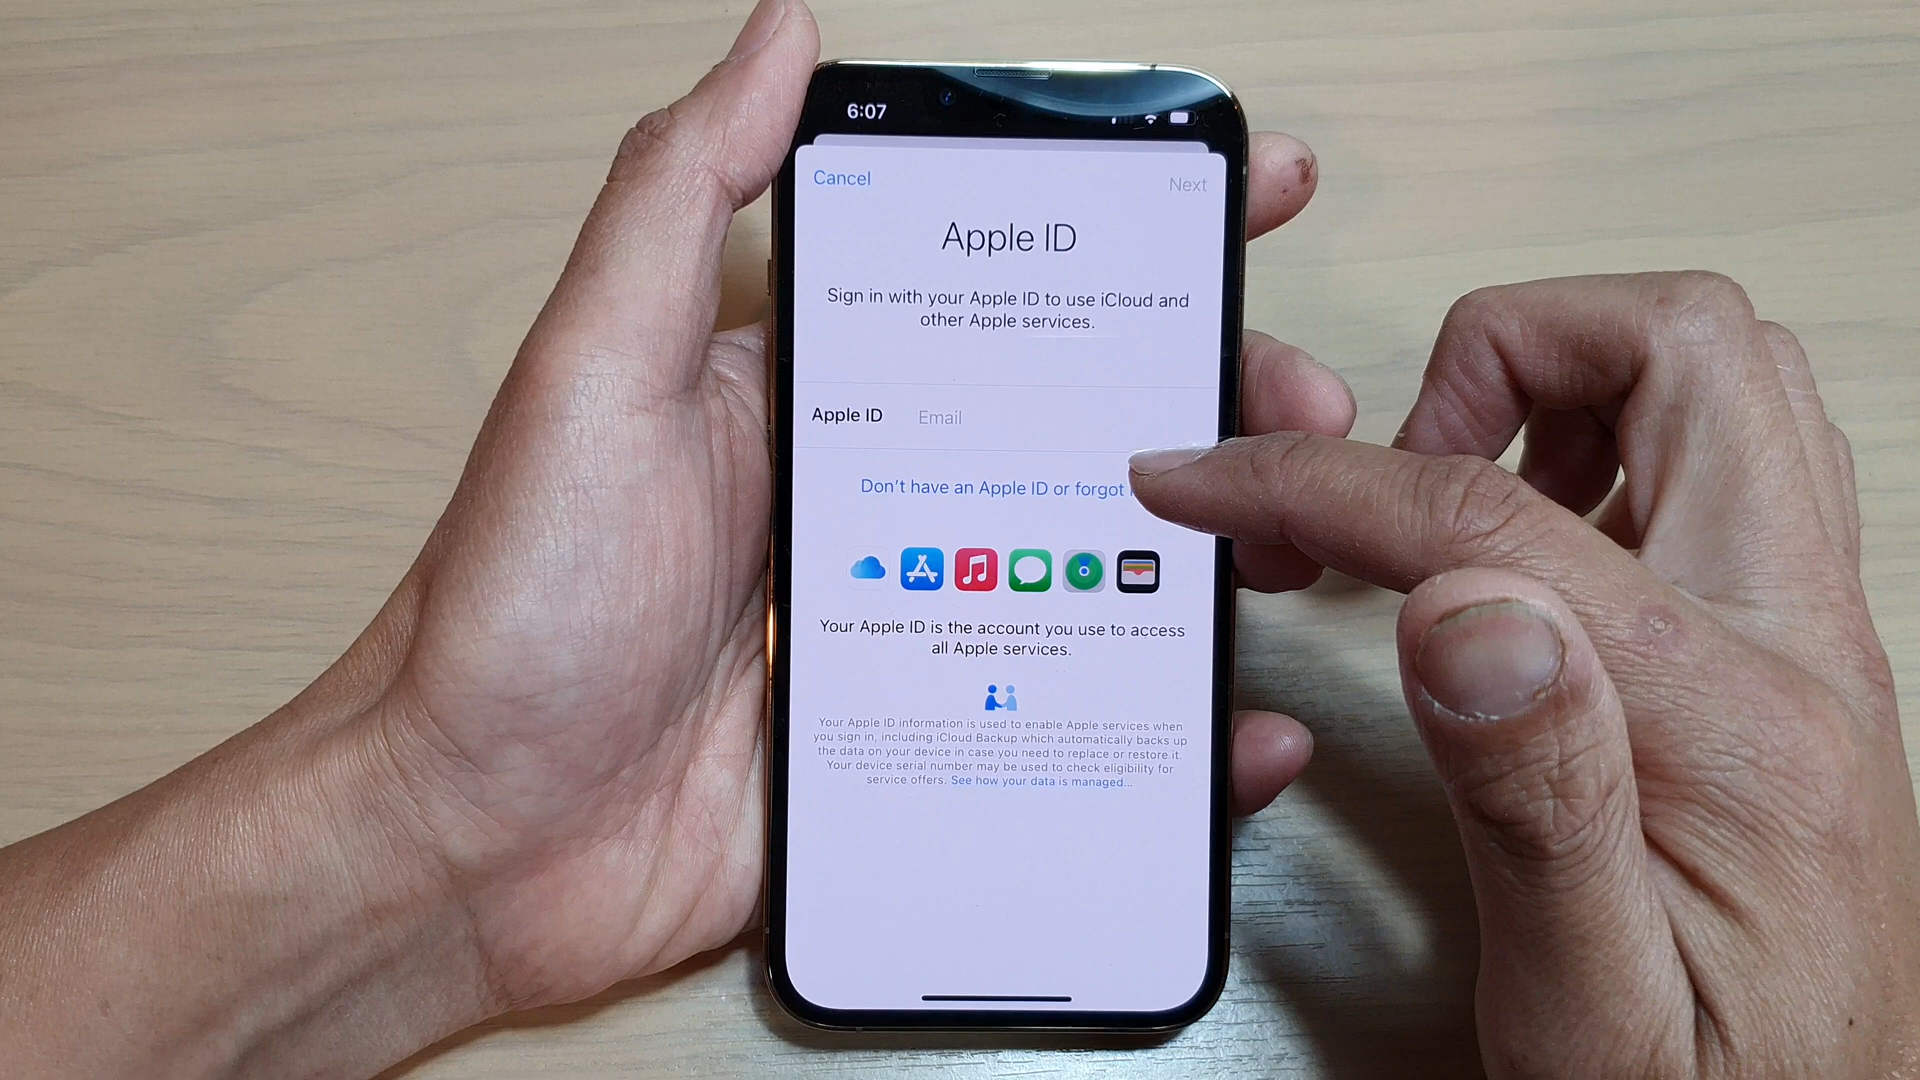 6:07
Cancel
Next
Apple ID
Sign in with your Apple ID to use iCloud and
other Apple services.
Apple ID Email
Don't have an Apple ID or forgot
Your Apple ID is the account you use to access
all Apple services.
Your Apple ID information is used to enable Apple services when
you sign in, including iCloud Backup which automatically backs up
the data on your device in case you need to replace or restore it.
Your device serial number may be used to check eligibility for
service offers. See how your data is managed...